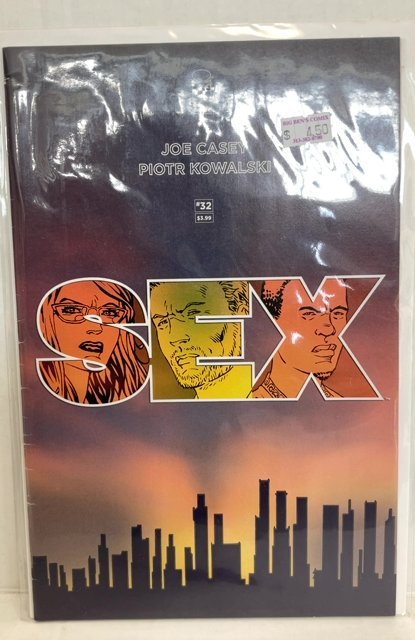 BIG BEN'S COMIX
$ 4.50
JOE CASEY
PIOTR KOWALSKI
#32
$3.99
SEX